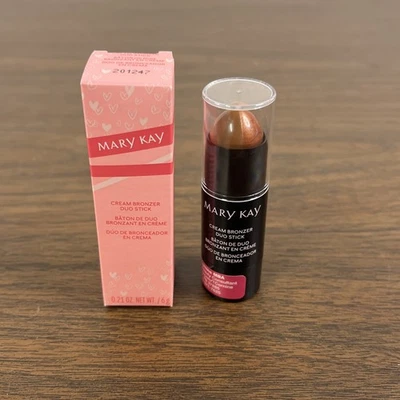 201247
MARY KAY
CREAM BRONZER
DUO STICK
BÂTON DE DUO
BRONZANT EN CRÈME
DÚO DE BRONCEADOR
EN CREMA
0.21 OZ. NET WT. / 6 g
MARY KAY
CREAM BRONZER
DUO STICK
BÂTON DE DUO
BRONZANT EN CRÈME
DÚO DE BRONCEADOR
EN CREMA